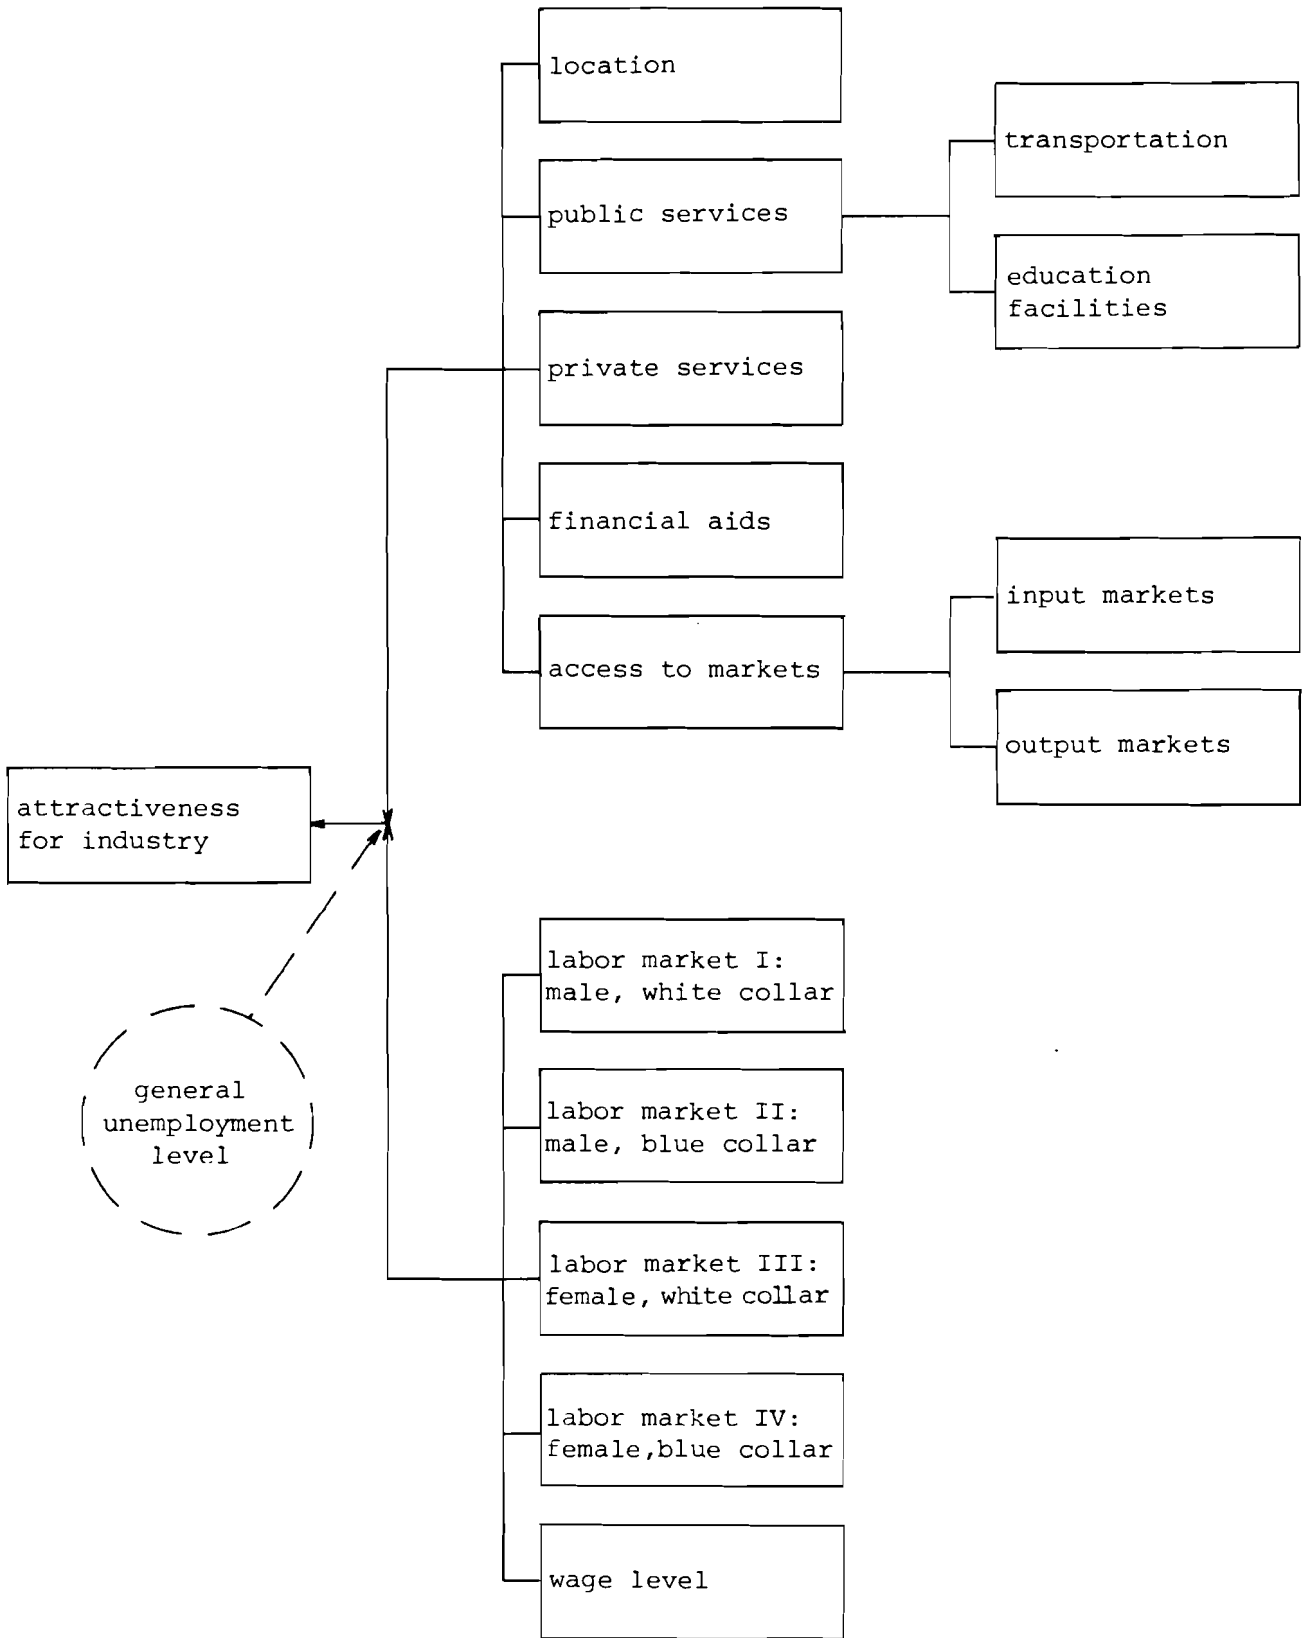 location
public services
transportation
education
facilities
private services
financial aids
access to markets
input markets
output markets
attractiveness
for industry
general
unemployment
level
labor market I:
male, white collar
labor market II:
male, blue collar
labor market III:
female, white collar
labor market IV:
female,blue collar
wage level